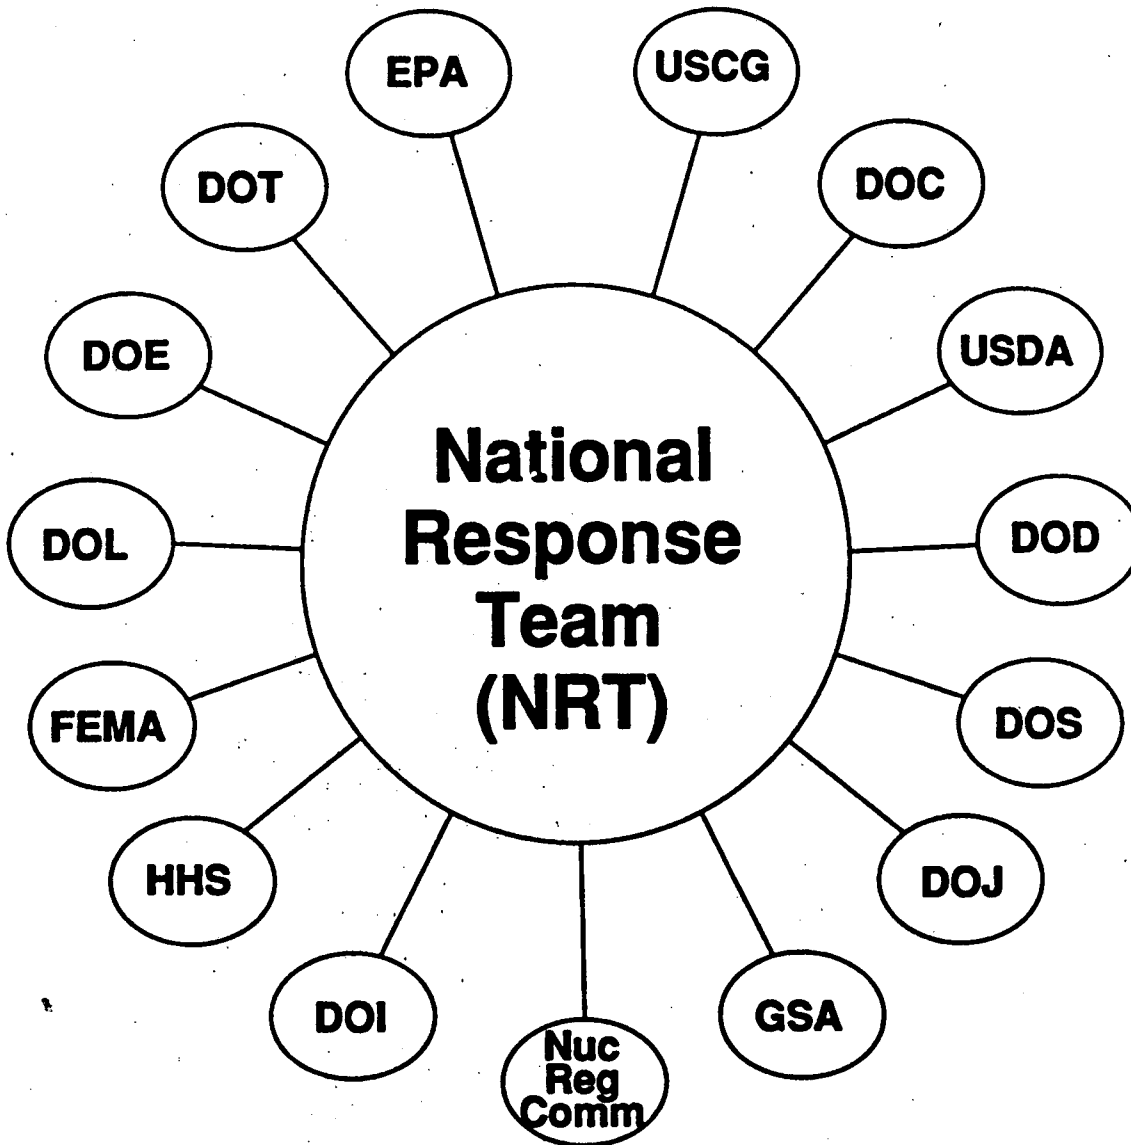 EPA
USCG
DOT
DOC
DOE
USDA
National
Response
Team
(NRT)
DOL
DOD
FEMA
DOS
HHS
DOJ
DOI
GSA
Nuc
Reg
Comm